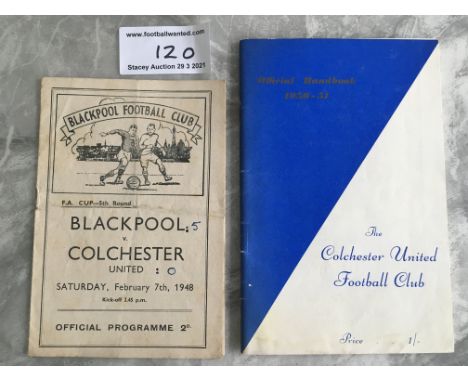 www.footballwanted.com
120
Stacey Auction 29 3 2021
BLACKPOOL FOOTBALL CLUB
F.A. CUP—5th Round
BLACKPOOL : 5
v.
COLCHESTER
UNITED : 0
SATURDAY, February 7th, 1948
Kick-off 2.45 p.m.
OFFICIAL PROGRAMME 2D.
Official Handbook
1950-51
The
Colchester United
Football Club
Price 1/-